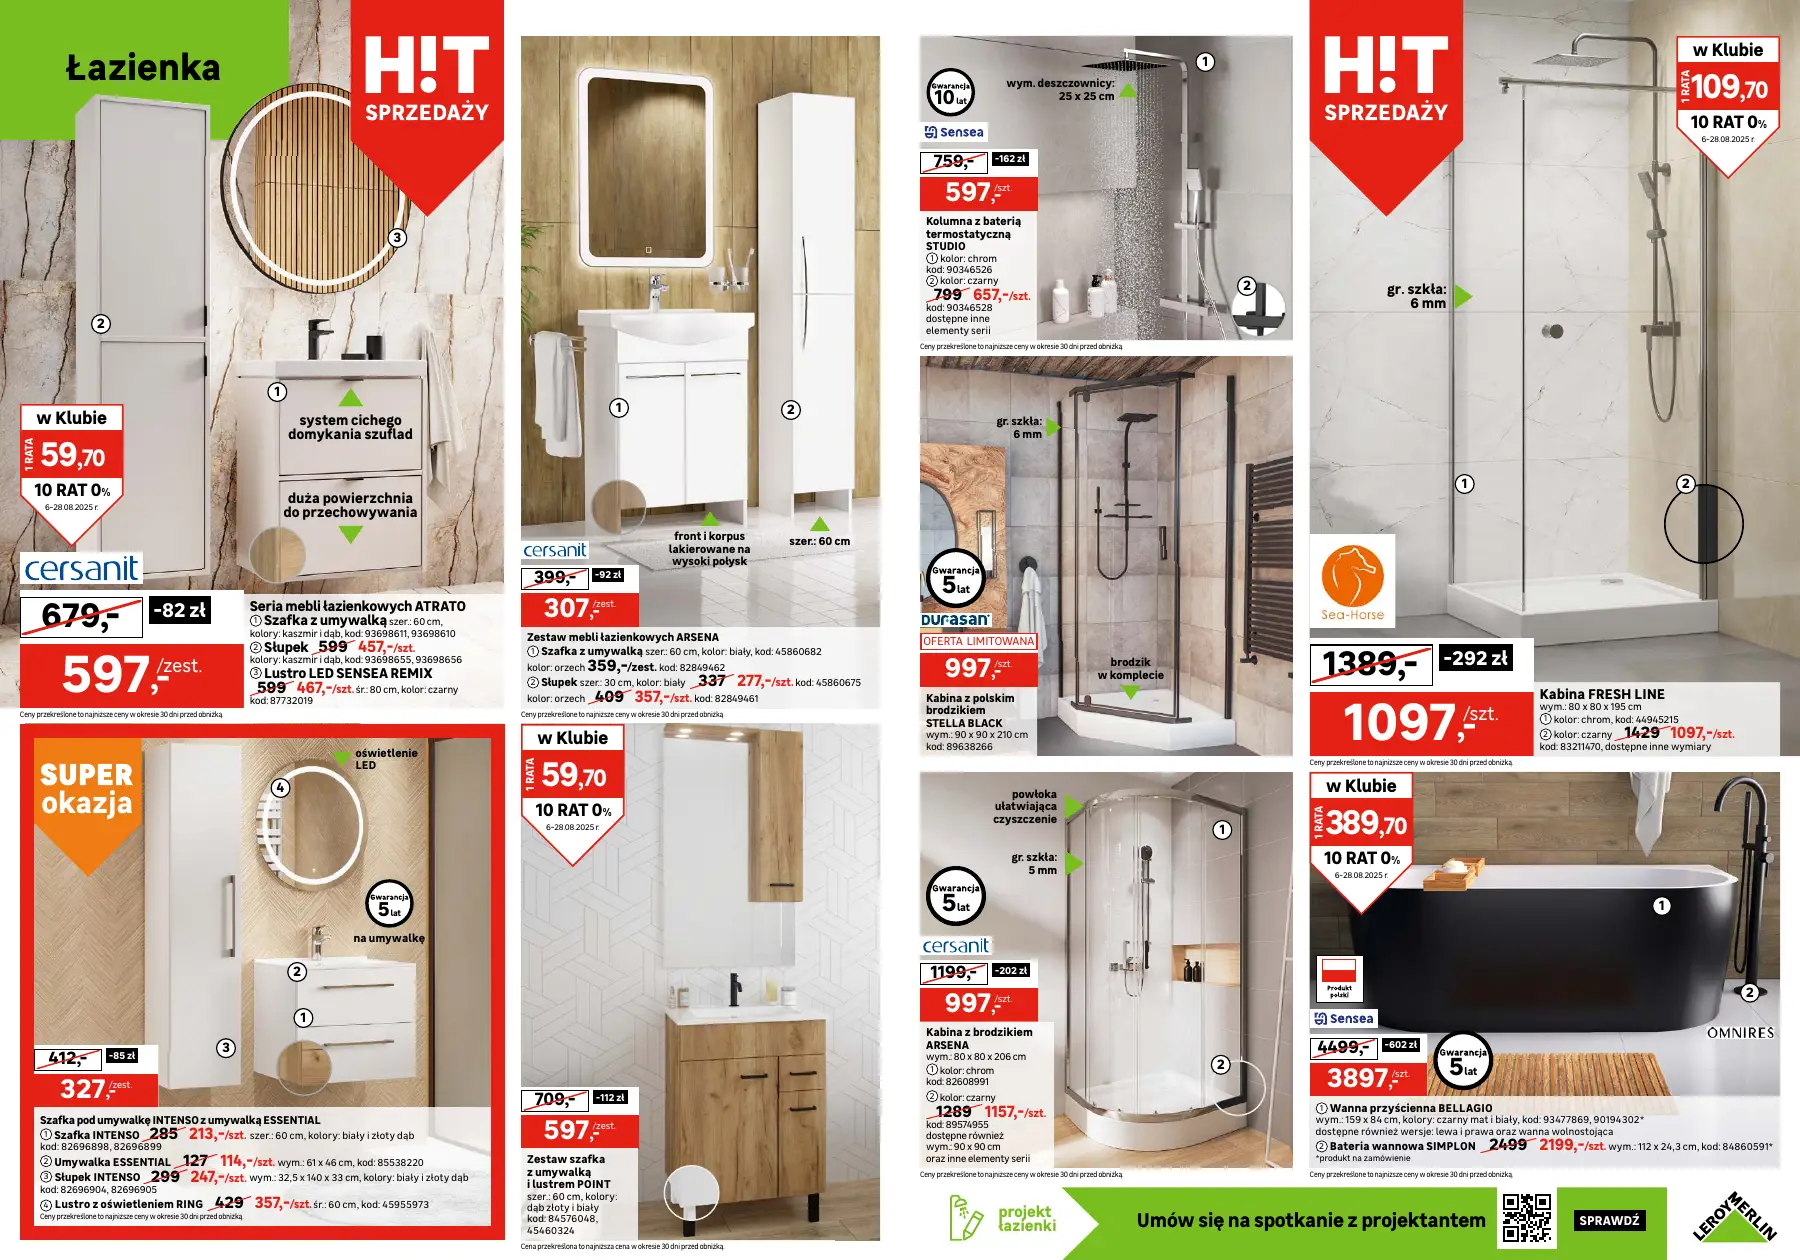 Łazienka
H!T
SPRZEDAŻY
3
2
1
system cichego
domykania szuflad
duża powierzchnia
do przechowywania
w Klubie
1 RATA
59,70
10 RAT 0%
6–28.08.2025 r.
cersanit
679,-
-82 zł
597,-/zest.
Seria mebli łazienkowych ATRATO
1 Szafka z umywalką szer.: 60 cm,
kolory: kaszmir i dąb, kod: 93698611, 93698610
2 Słupek 599 457,-/szt.
kolory: kaszmir i dąb, kod: 93698655, 93698656
3 Lustro LED SENSEA REMIX
599 467,-/szt. śr.: 80 cm, kolor: czarny
kod: 87732019
Ceny przekreślone to najniższe ceny w okresie 30 dni przed obniżką.
SUPER
okazja
oświetlenie
LED
4
Gwarancja
5 lat
na umywalkę
2
1
3
412,-
-85 zł
327,-/zest.
Szafka pod umywalkę INTENSO z umywalką ESSENTIAL
1 Szafka INTENSO 285 213,-/szt. szer.: 60 cm, kolory: biały i złoty dąb
kod: 82696898, 82696899
2 Umywalka ESSENTIAL 127 114,-/szt. wym.: 61 x 46 cm, kod: 85538220
3 Słupek INTENSO 299 247,-/szt. wym.: 32,5 x 140 x 33 cm, kolory: biały i złoty dąb
kod: 82696904, 82696905
4 Lustro z oświetleniem RING 429 357,-/szt. śr.: 60 cm, kod: 45955973
Ceny przekreślone to najniższe ceny w okresie 30 dni przed obniżką.
1
2
front i korpus
lakierowane na
wysoki połysk
szer.: 60 cm
cersanit
399,-
-92 zł
307,-/zest.
Zestaw mebli łazienkowych ARSENA
1 Szafka z umywalką szer.: 60 cm, kolor: biały, kod: 45860682
kolor: orzech 359,-/zest. kod: 82849462
2 Słupek szer.: 30 cm, kolor: biały 337 277,-/szt. kod: 45860675
kolor: orzech 409 357,-/szt. kod: 82849461
Ceny przekreślone to najniższe ceny w okresie 30 dni przed obniżką.
w Klubie
1 RATA
59,70
10 RAT 0%
6–28.08.2025 r.
709,-
-112 zł
597,-/zest.
Zestaw szafka
z umywalką
i lustrem POINT
szer.: 60 cm, kolory:
dąb złoty i biały
kod: 84576048,
45460324
Cena przekreślona to najniższa cena w okresie 30 dni przed obniżką.
Gwarancja
10 lat
wym. deszczownicy:
25 x 25 cm
1
Sensea
759,-
-162 zł
597,-/szt.
Kolumna z baterią
termostatyczną
STUDIO
1 kolor: chrom
kod: 90346526
2 kolor: czarny
799 657,-/szt.
kod: 90346528
dostępne inne
elementy serii
2
Ceny przekreślone to najniższe ceny w okresie 30 dni przed obniżką.
gr. szkła:
6 mm
Gwarancja
5 lat
Durasan
OFERTA LIMITOWANA
997,-/szt.
brodzik
w komplecie
Kabina z polskim
brodzikiem
STELLA BLACK
wym.: 90 x 90 x 210 cm
kod: 89638266
powłoka
ułatwiająca
czyszczenie
gr. szkła:
5 mm
1
Gwarancja
5 lat
cersanit
1199,-
-202 zł
997,-/szt.
Kabina z brodzikiem
ARSENA
wym.: 80 x 80 x 206 cm
1 kolor: chrom
kod: 82608991
2 kolor: czarny
1289 1157,-/szt.
kod: 89574955
dostępne również
wym.: 90 x 90 cm
oraz inne elementy serii
2
Ceny przekreślone to najniższe ceny w okresie 30 dni przed obniżką.
H!T
SPRZEDAŻY
w Klubie
1 RATA
109,70
10 RAT 0%
6–28.08.2025 r.
gr. szkła:
6 mm
1
2
Sea-Horse
1389,-
-292 zł
1097,-/szt.
Kabina FRESH LINE
wym.: 80 x 80 x 195 cm
1 kolor: chrom, kod: 44945215
2 kolor: czarny 1429 1097,-/szt.
kod: 83211470, dostępne inne wymiary
Ceny przekreślone to najniższe ceny w okresie 30 dni przed obniżką.
w Klubie
1 RATA
389,70
10 RAT 0%
6–28.08.2025 r.
1
2
Produkt
polski
Sensea
OMNIRES
4499,-
-602 zł
3897,-/szt.
Gwarancja
5 lat
1 Wanna przyścienna BELLAGIO
wym.: 159 x 84 cm, kolory: czarny mat i biały, kod: 93477869, 90194302*
dostępne również wersje: lewa i prawa oraz wanna wolnostojąca
2 Bateria wannowa SIMPLON 2499 2199,-/szt. wym.: 112 x 24,3 cm, kod: 84860591*
*produkt na zamówienie
Ceny przekreślone to najniższe ceny w okresie 30 dni przed obniżką.
projekt
łazienki
Umów się na spotkanie z projektantem
SPRAWDŹ
LEROY MERLIN